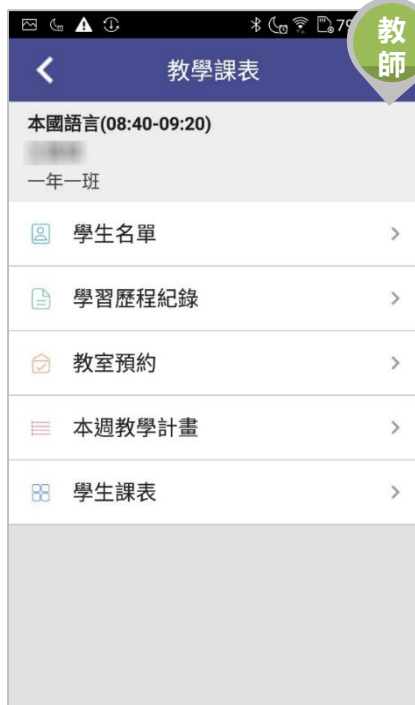 79
教師
教學課表
本國語言(08:40-09:20)
一年一班
學生名單
學習歷程紀錄
教室預約
本週教學計畫
學生課表